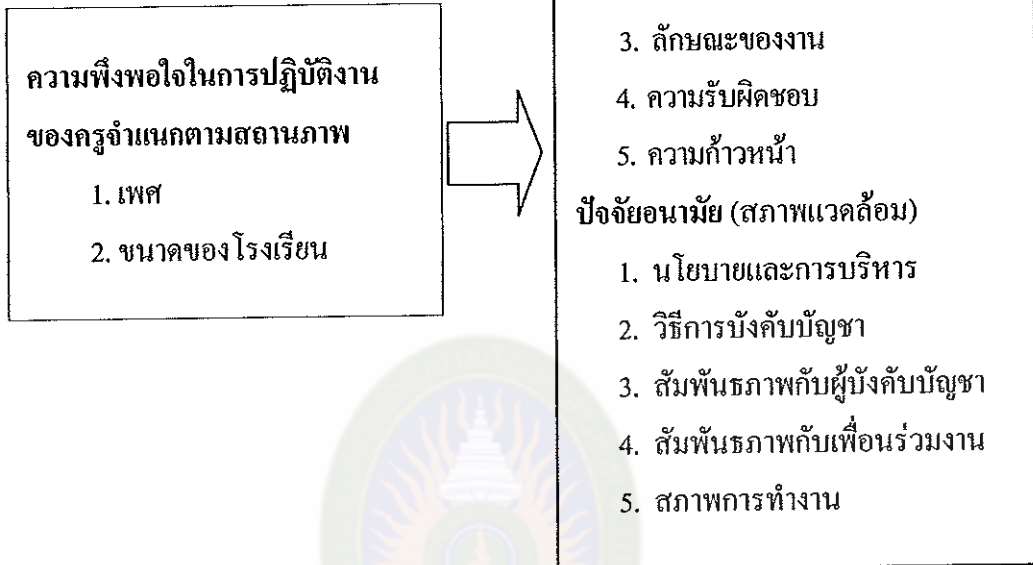 ความพึงพอใจในการปฏิบัติงาน
ของครูจำแนกตามสถานภาพ
1. เพศ
2. ขนาดของโรงเรียน
3. ลักษณะของงาน
4. ความรับผิดชอบ
5. ความก้าวหน้า
ปัจจัยอนามัย (สภาพแวดล้อม)
1. นโยบายและการบริหาร
2. วิธีการบังคับบัญชา
3. สัมพันธภาพกับผู้บังคับบัญชา
4. สัมพันธภาพกับเพื่อนร่วมงาน
5. สภาพการทำงาน